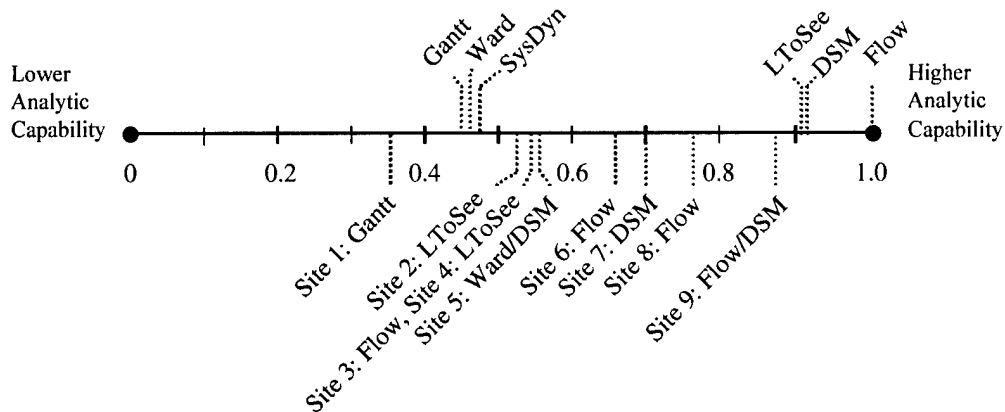 Gantt
Ward
SysDyn
LToSee
DSM
Flow
Lower
Analytic
Capability
Higher
Analytic
Capability
0
0.2
0.4
0.6
0.8
1.0
Site 1: Gantt
Site 2: LToSee
Site 3: Flow, Site 4: LToSee
Site 5: Ward/DSM
Site 6: Flow
Site 7: DSM
Site 8: Flow
Site 9: Flow/DSM